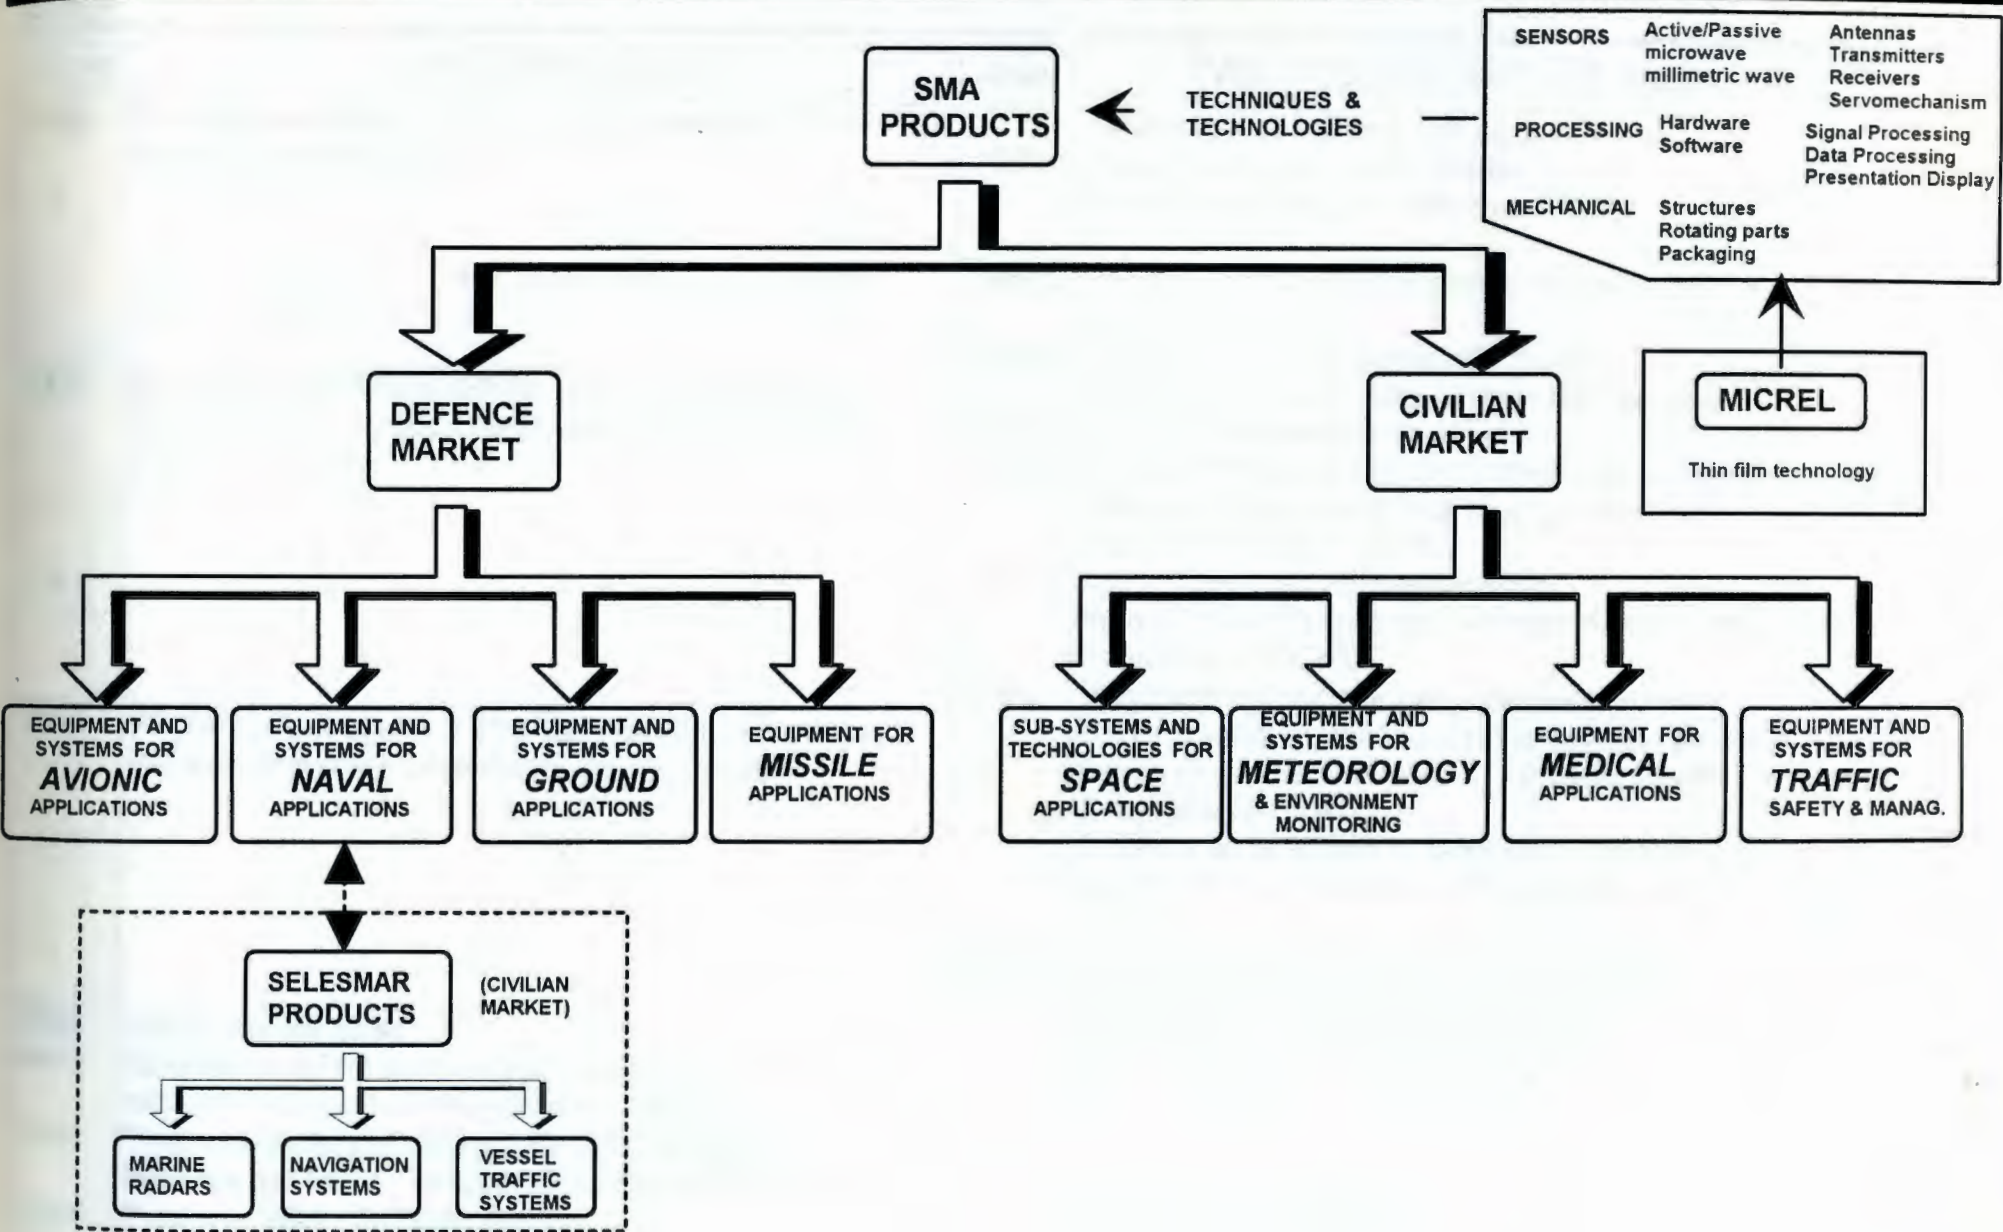 SMA
PRODUCTS
TECHNIQUES &
TECHNOLOGIES
SENSORS
Active/Passive
microwave
millimetric wave
Antennas
Transmitters
Receivers
Servomechanism
PROCESSING
Hardware
Software
Signal Processing
Data Processing
Presentation Display
MECHANICAL
Structures
Rotating parts
Packaging
MICREL
Thin film technology
DEFENCE
MARKET
CIVILIAN
MARKET
EQUIPMENT AND
SYSTEMS FOR
AVIONIC
APPLICATIONS
EQUIPMENT AND
SYSTEMS FOR
NAVAL
APPLICATIONS
EQUIPMENT AND
SYSTEMS FOR
GROUND
APPLICATIONS
EQUIPMENT FOR
MISSILE
APPLICATIONS
SUB-SYSTEMS AND
TECHNOLOGIES FOR
SPACE
APPLICATIONS
EQUIPMENT AND
SYSTEMS FOR
METEOROLOGY
& ENVIRONMENT
MONITORING
EQUIPMENT FOR
MEDICAL
APPLICATIONS
EQUIPMENT AND
SYSTEMS FOR
TRAFFIC
SAFETY & MANAG.
SELESMAR
PRODUCTS
(CIVILIAN
MARKET)
MARINE
RADARS
NAVIGATION
SYSTEMS
VESSEL
TRAFFIC
SYSTEMS